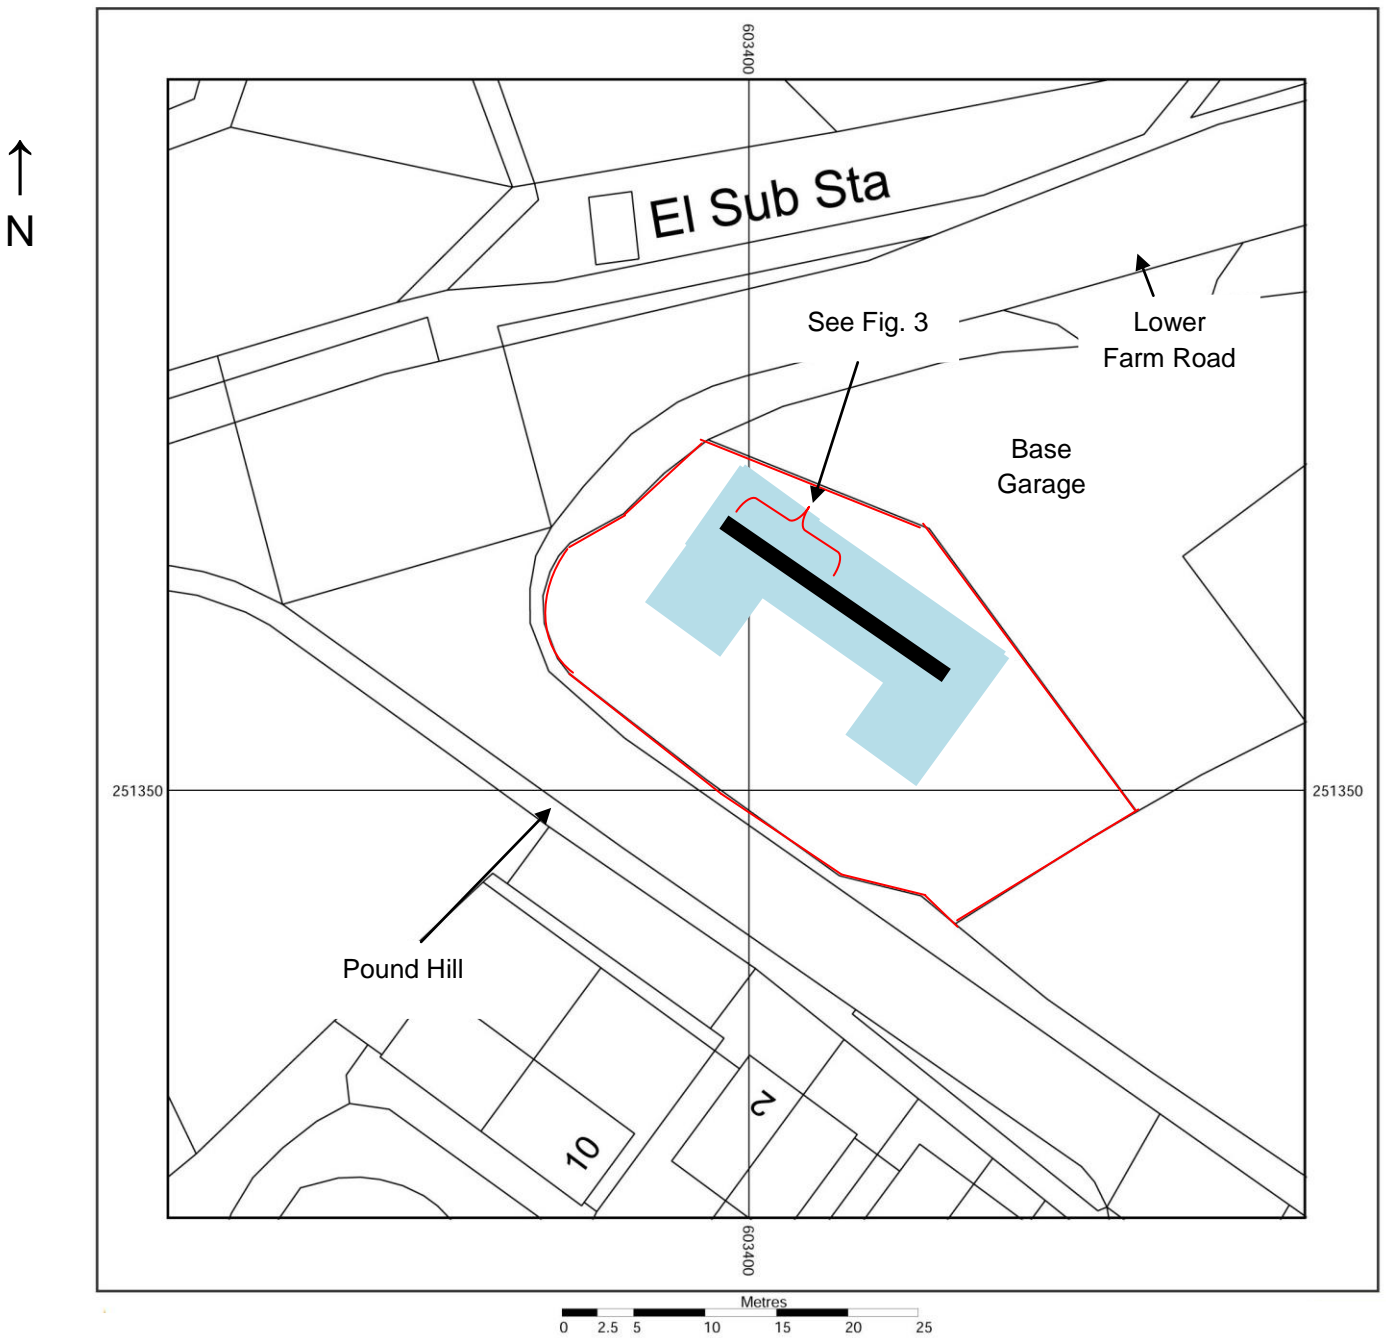 603400
N
El Sub Sta
See Fig. 3
Lower
Farm Road
Base
Garage
251350
251350
Pound Hill
2
10
603400
Metres
0 2.5 5 10 15 20 25